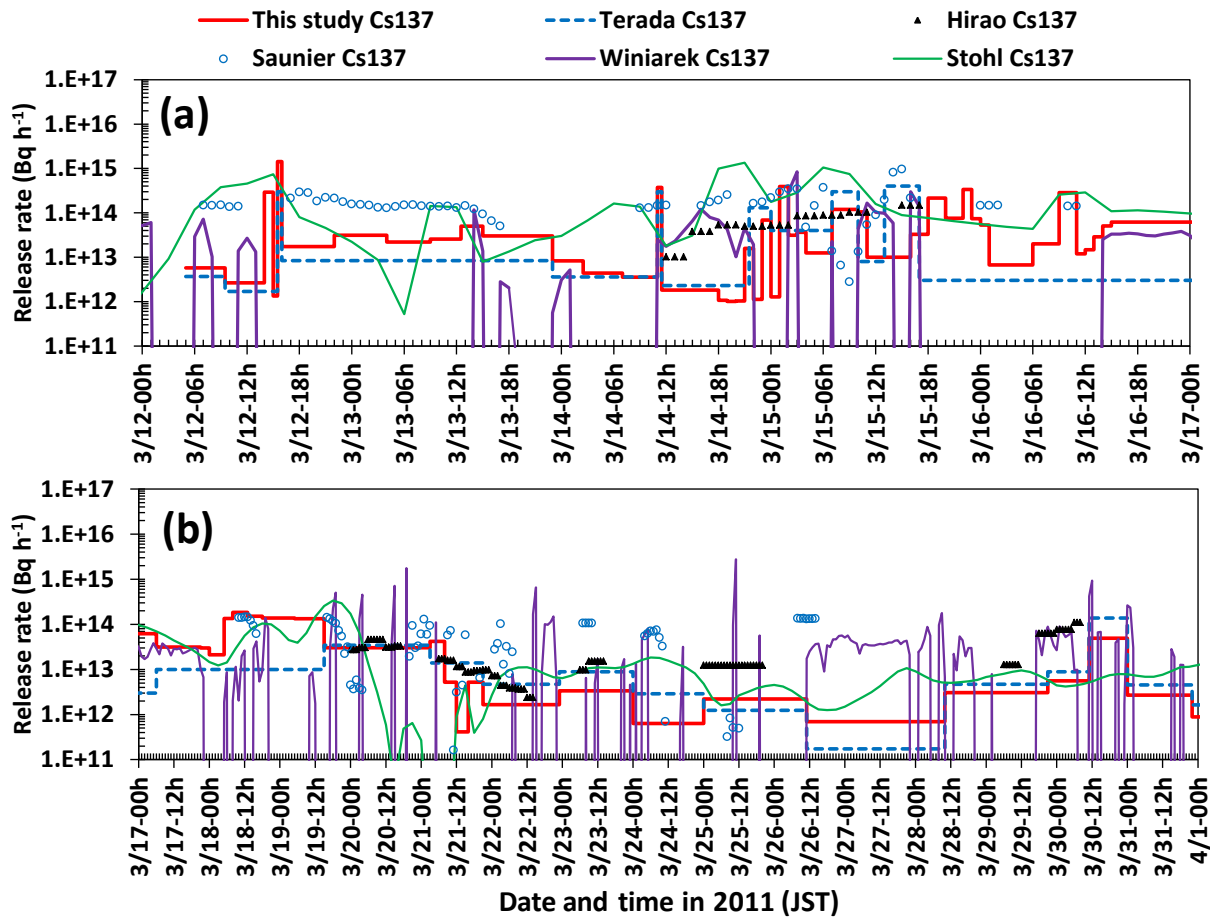 This study Cs137 Terada Cs137 Hirao Cs137
Saunier Cs137 Winiarek Cs137 Stohl Cs137
(a)
Release rate (Bq h⁻¹)
1.E+17
1.E+16
1.E+15
1.E+14
1.E+13
1.E+12
1.E+11
3/12-00h
3/12-06h
3/12-12h
3/12-18h
3/13-00h
3/13-06h
3/13-12h
3/13-18h
3/14-00h
3/14-06h
3/14-12h
3/14-18h
3/15-00h
3/15-06h
3/15-12h
3/15-18h
3/16-00h
3/16-06h
3/16-12h
3/16-18h
3/17-00h
(b)
Release rate (Bq h⁻¹)
1.E+17
1.E+16
1.E+15
1.E+14
1.E+13
1.E+12
1.E+11
3/17-00h
3/17-12h
3/18-00h
3/18-12h
3/19-00h
3/19-12h
3/20-00h
3/20-12h
3/21-00h
3/21-12h
3/22-00h
3/22-12h
3/23-00h
3/23-12h
3/24-00h
3/24-12h
3/25-00h
3/25-12h
3/26-00h
3/26-12h
3/27-00h
3/27-12h
3/28-00h
3/28-12h
3/29-00h
3/29-12h
3/30-00h
3/30-12h
3/31-00h
3/31-12h
4/1-00h
Date and time in 2011 (JST)